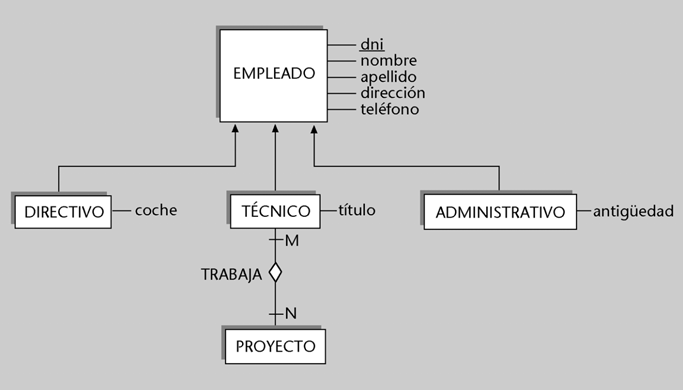 EMPLEADO
dni
nombre
apellido
dirección
teléfono
DIRECTIVO
coche
TÉCNICO
título
ADMINISTRATIVO
antigüedad
M
TRABAJA
N
PROYECTO